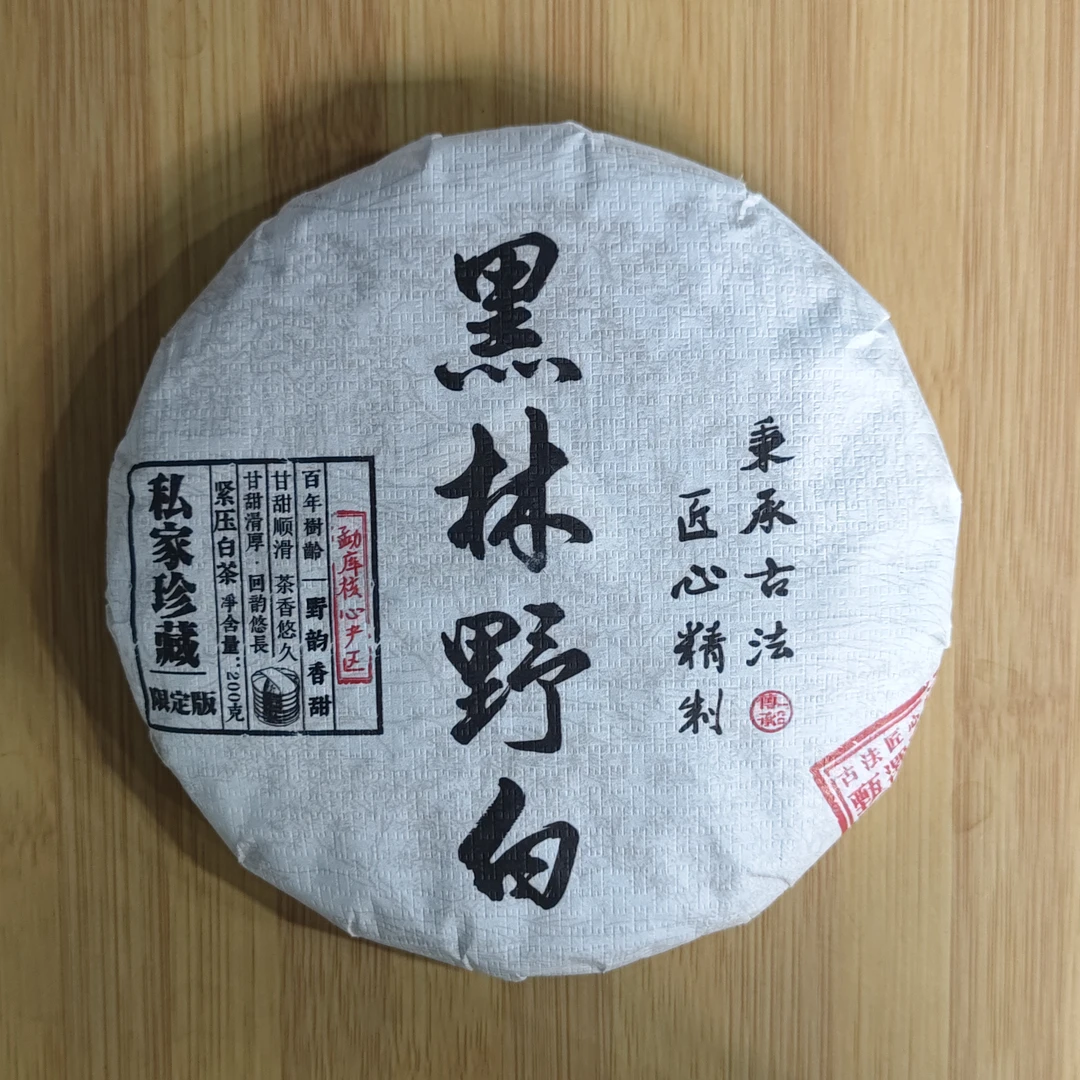 黑林野白
秉承古法
匠心精制
傳承
勐库核心产区
百年樹齡—野韵香甜
甘甜顺滑 茶香悠久
甘甜滑厚·回韵悠長
紧压白茶 淨含量:200克
私家珍藏
限定版
古法匠
甄